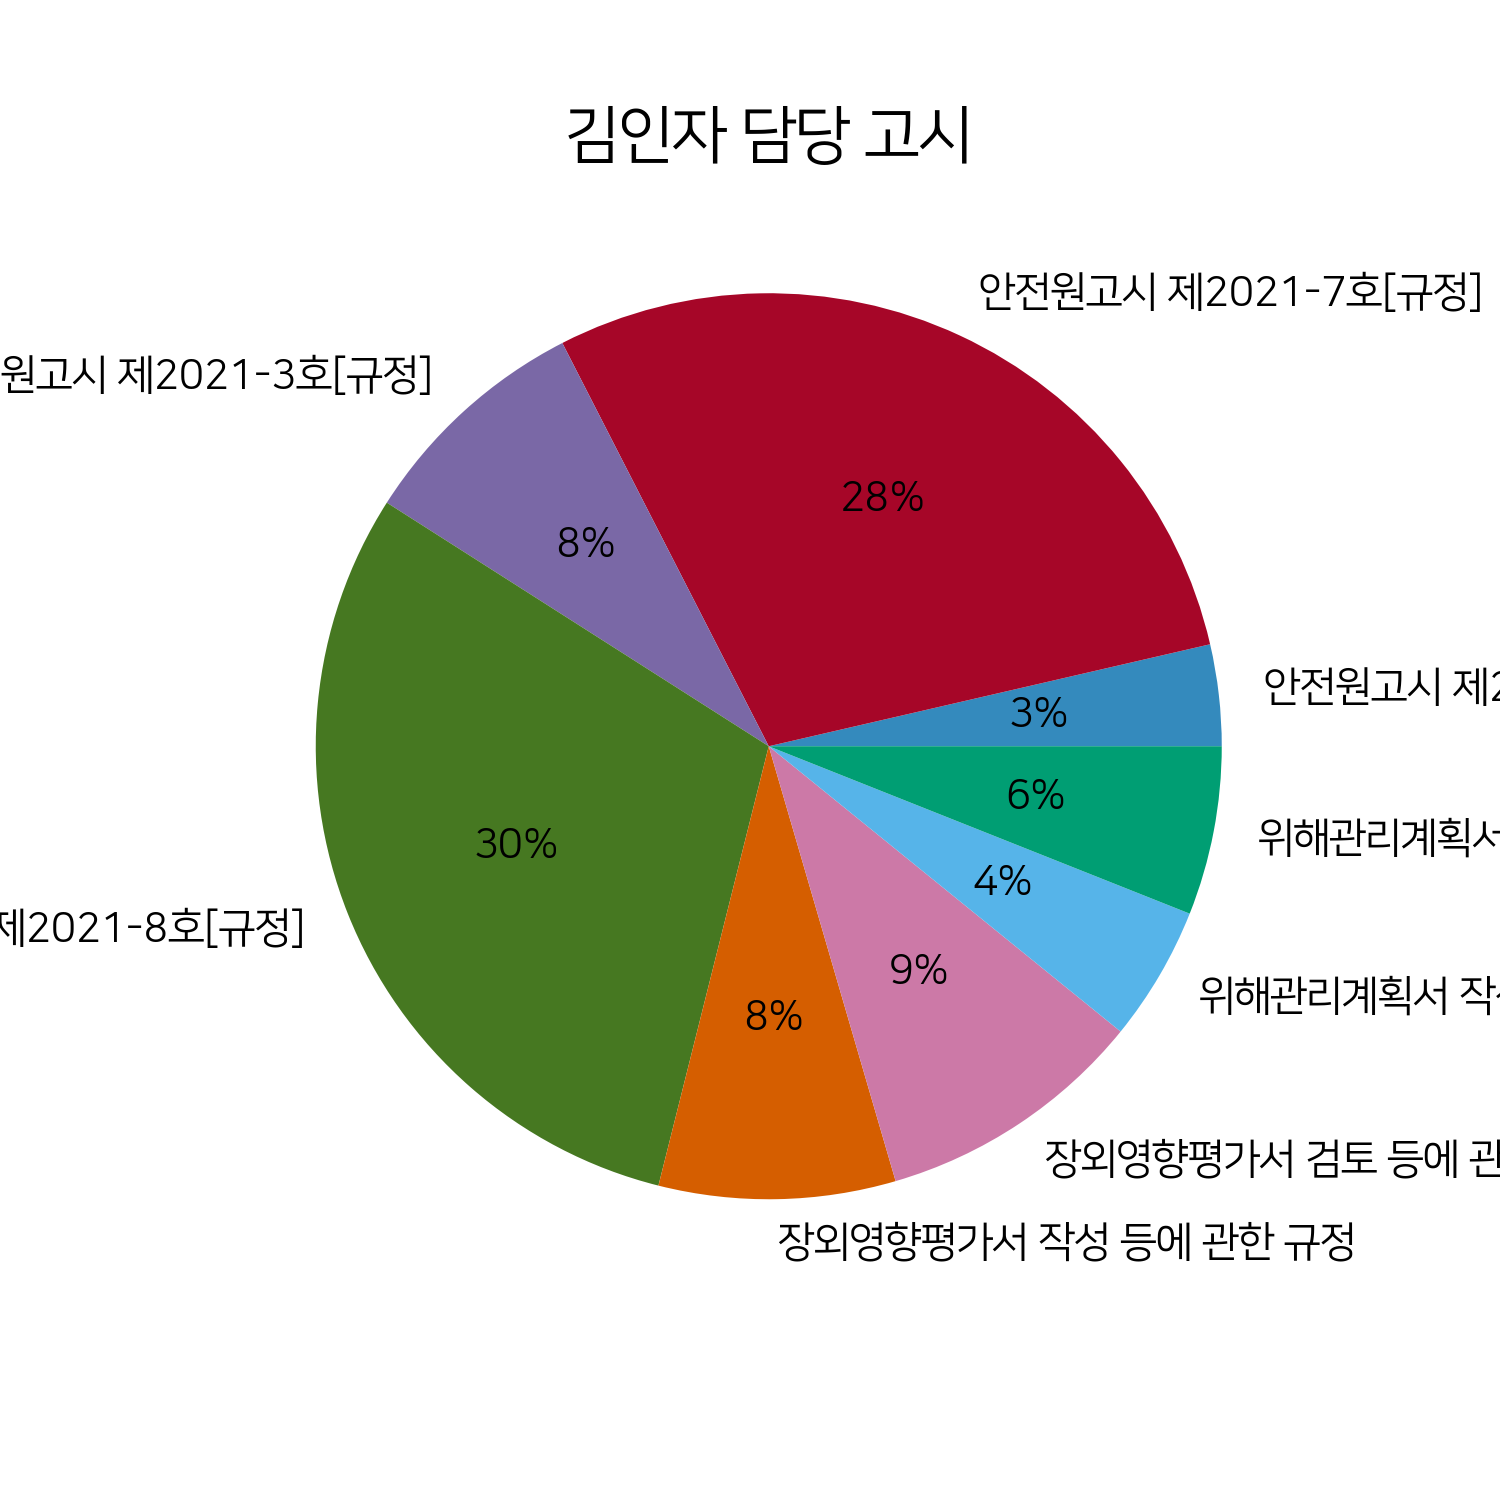 김인자 담당 고시
안전원고시 제2021-7호[규정]
원고시 제2021-3호[규정]
28%
8%
안전원고시 제2
3%
6%
위해관리계획서
30%
4%
제2021-8호[규정]
9%
위해관리계획서 작성
8%
장외영향평가서 검토 등에 관
장외영향평가서 작성 등에 관한 규정